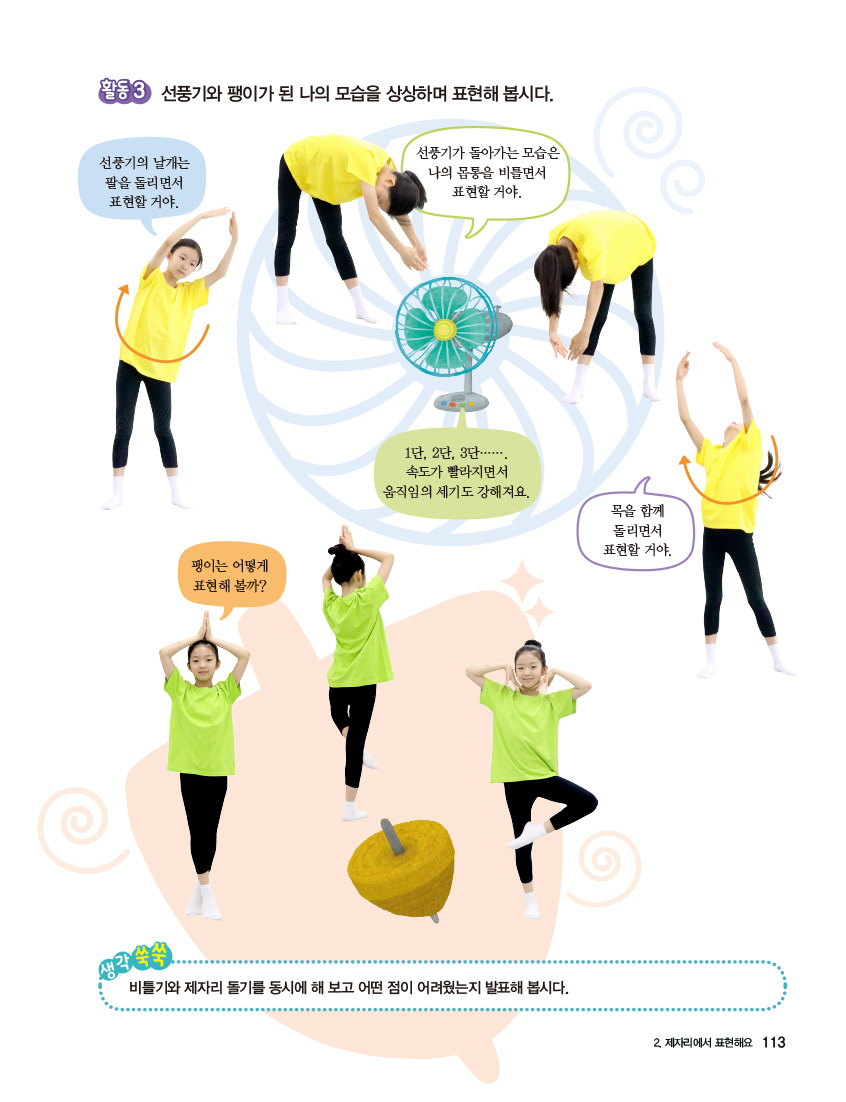 활동 3 선풍기와 팽이가 된 나의 모습을 상상하며 표현해 봅시다.
선풍기의 날개는
팔을 돌리면서
표현할 거야.
선풍기가 돌아가는 모습은
나의 몸통을 비틀면서
표현할 거야.
1단, 2단, 3단…….
속도가 빨라지면서
움직임의 세기도 강해져요.
목을 함께
돌리면서
표현할 거야.
팽이는 어떻게
표현해 볼까?
생각 쑥쑥
비틀기와 제자리 돌기를 동시에 해 보고 어떤 점이 어려웠는지 발표해 봅시다.
2. 제자리에서 표현해요 113